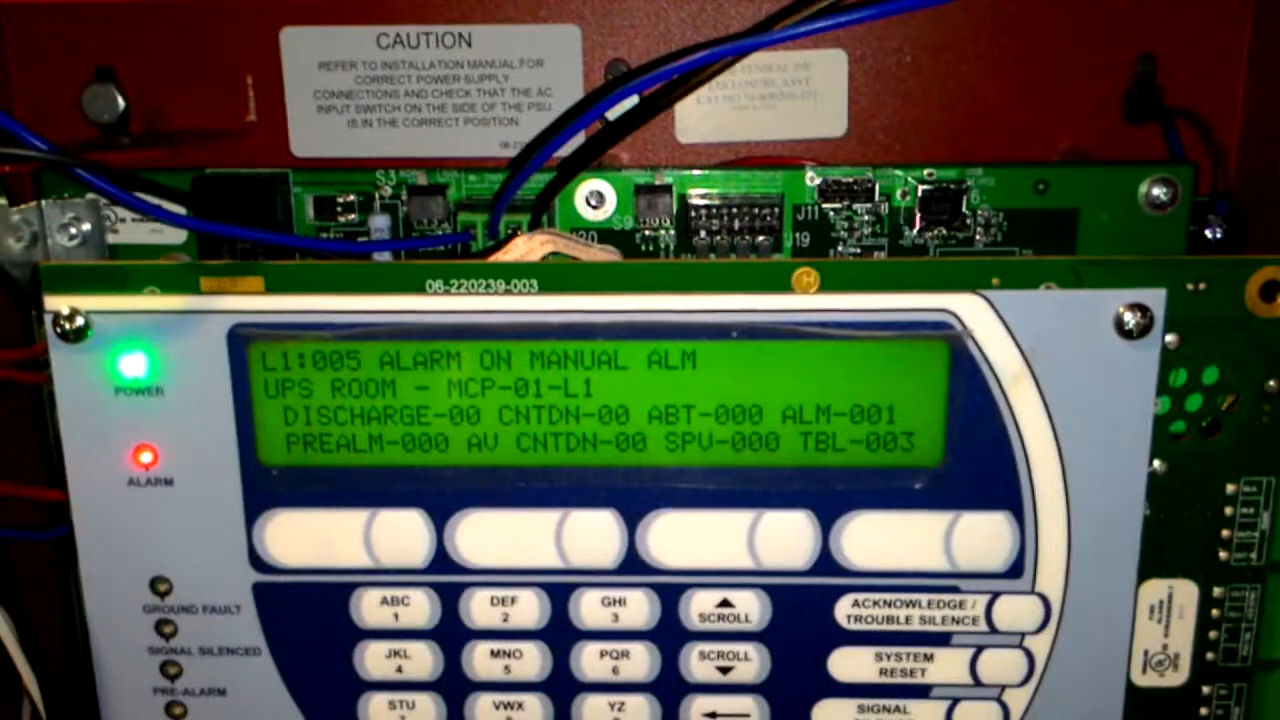 CAUTION
REFER TO INSTALLATION MANUAL FOR
CORRECT POWER SUPPLY
CONNECTIONS AND CHECK THAT THE AC
INPUT SWITCH ON THE SIDE OF THE PSU
IS IN THE CORRECT POSITION.
S3
S9
J11
J19
06-220239-003
H
L1:005 ALARM ON MANUAL ALM
UPS ROOM - MCP-01-L1
DISCHARGE-00 CNTDN-00 ABT-000 ALM-001
PREALM-000 AV CNTDN-00 SPV-000 TBL-003
POWER
ALARM
GROUND FAULT
SIGNAL SILENCED
PRE-ALARM
ABC
1
DEF
2
GHI
3
SCROLL
ACKNOWLEDGE /
TROUBLE SILENCE
JKL
4
MNO
5
PQR
6
SCROLL
SYSTEM
RESET
STU
VWX
YZ
SIGNAL